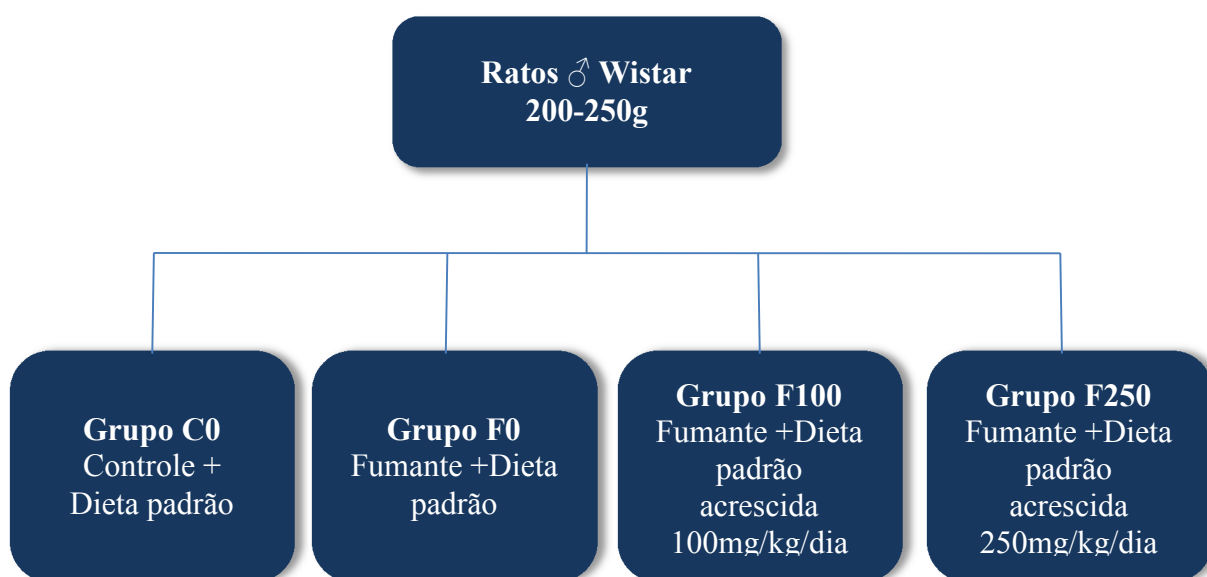 Ratos ♂ Wistar
200-250g
Grupo C0
Controle +
Dieta padrão
Grupo F0
Fumante +Dieta
padrão
Grupo F100
Fumante +Dieta
padrão
acrescida
100mg/kg/dia
Grupo F250
Fumante +Dieta
padrão
acrescida
250mg/kg/dia